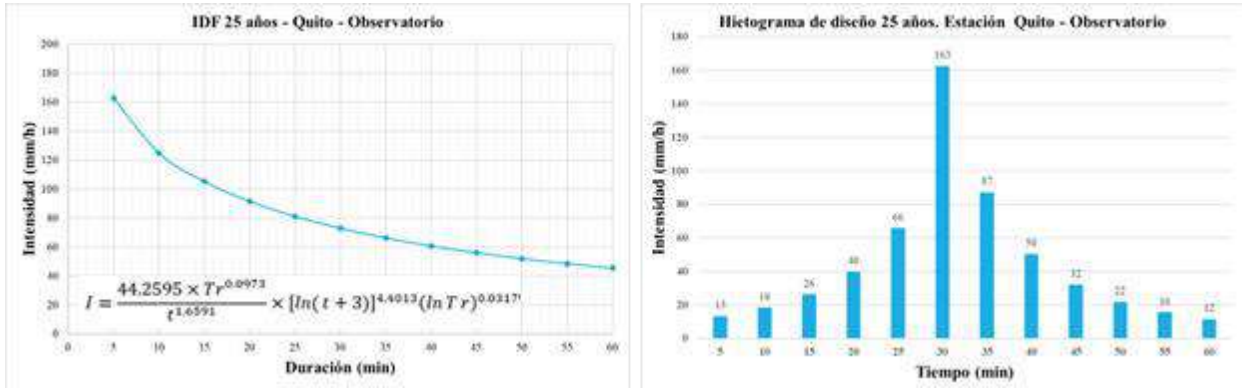 IDF 25 años - Quito - Observatorio
Intensidad (mm/h)
200
180
160
140
120
100
80
60
40
20
0
I = 44.2595 × Tr^0.0973 / t^1.6591 × [ln( t + 3)]^4.4013 (ln Tr)^0.0317
0 5 10 15 20 25 30 35 40 45 50 55 60
Duración (min)
Hietograma de diseño 25 años. Estación Quito - Observatorio
Intensidad (mm/h)
180
160
140
120
100
80
60
40
20
0
13 18 26 40 66 163 87 50 32 22 12
5 10 15 20 25 30 35 40 45 50 55 60
Tiempo (min)